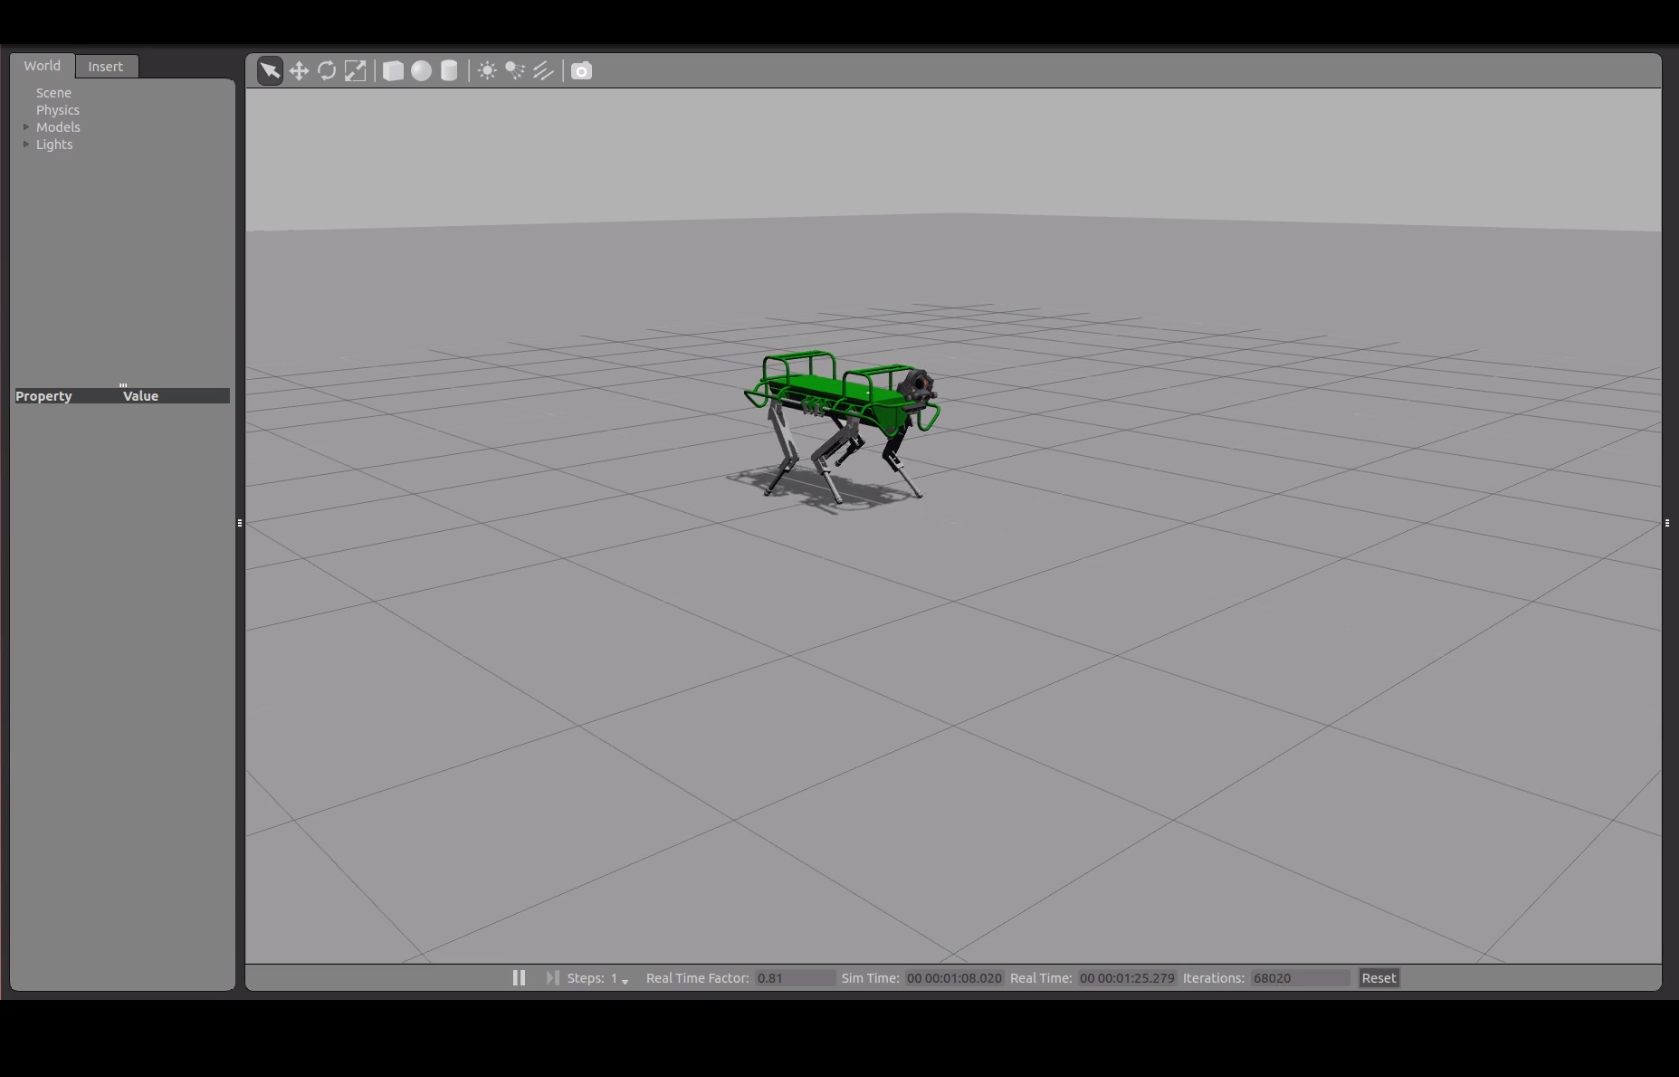 World Insert
Scene
Physics
Models
Lights
Property Value
Steps: 1 Real Time Factor: 0.81 Sim Time: 00 00:01:08.020 Real Time: 00 00:01:25.279 Iterations: 68020 Reset